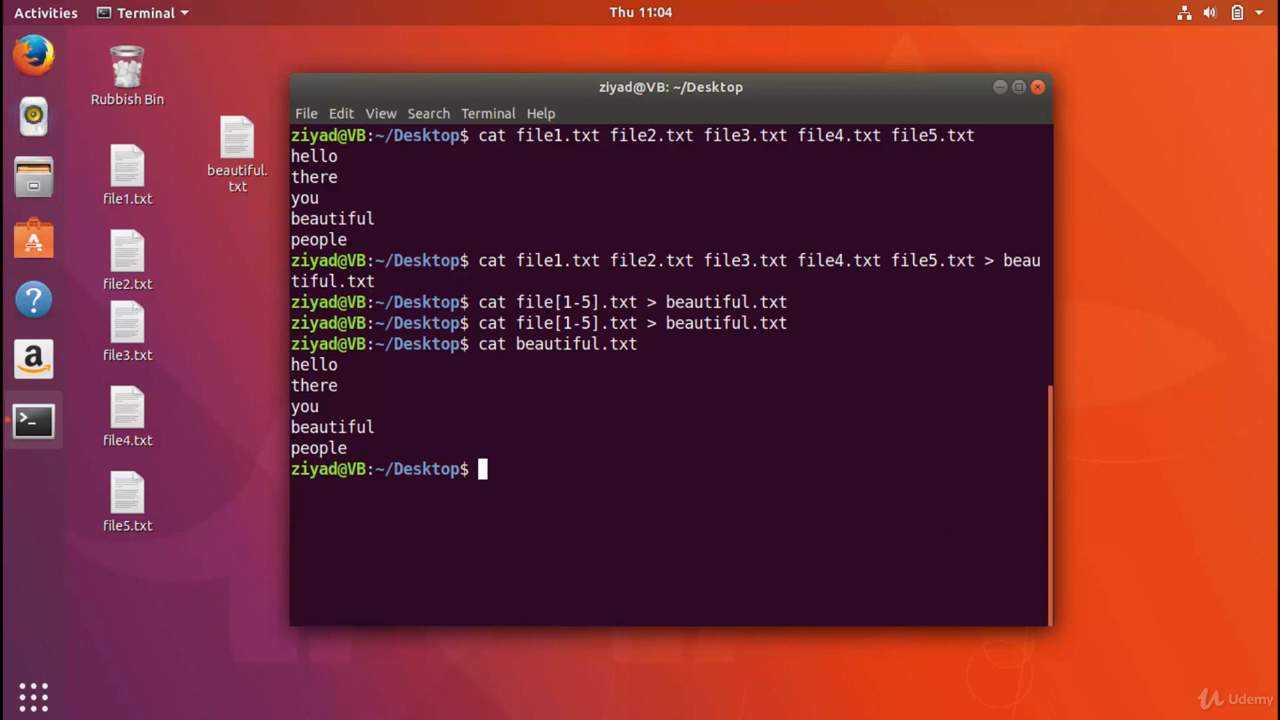 Activities Terminal Thu 11:04
Rubbish Bin
beautiful.
txt
file1.txt
file2.txt
file3.txt
file4.txt
file5.txt
ziyad@VB: ~/Desktop
File Edit View Search Terminal Help
ziyad@VB:~/Desktop$ cat file1.txt file2.txt file3.txt file4.txt file5.txt
hello
there
you
beautiful
people
ziyad@VB:~/Desktop$ cat file1.txt file2.txt file3.txt file4.txt file5.txt > beau
tiful.txt
ziyad@VB:~/Desktop$ cat file[1-5].txt > beautiful.txt
ziyad@VB:~/Desktop$ cat file[1-5].txt > beautiful.txt
ziyad@VB:~/Desktop$ cat beautiful.txt
hello
there
you
beautiful
people
ziyad@VB:~/Desktop$
Udemy